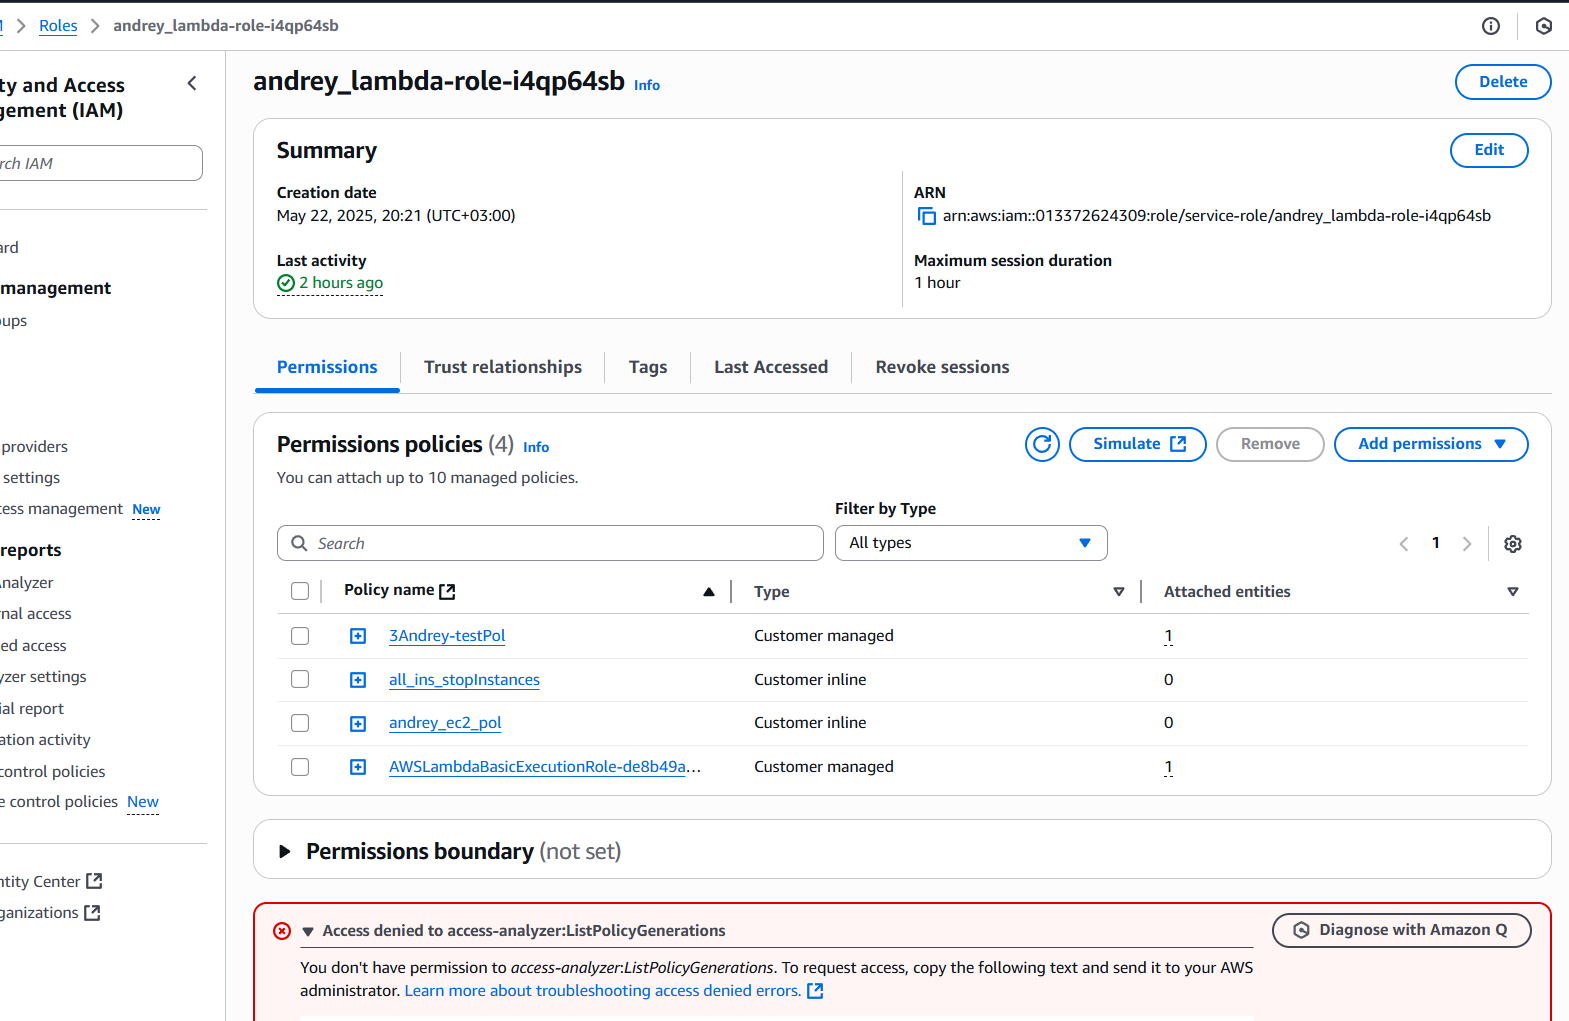 Roles
andrey_lambda-role-i4qp64sb
ty and Access
gement (IAM)
rch IAM
ard
management
oups
providers
settings
cess management New
reports
nalyzer
nal access
ed access
yzer settings
ial report
ation activity
control policies
e control policies New
ntity Center
ganizations
andrey_lambda-role-i4qp64sb Info
Delete
Summary
Edit
Creation date
May 22, 2025, 20:21 (UTC+03:00)
ARN
arn:aws:iam::013372624309:role/service-role/andrey_lambda-role-i4qp64sb
Last activity
2 hours ago
Maximum session duration
1 hour
Permissions
Trust relationships
Tags
Last Accessed
Revoke sessions
Permissions policies (4) Info
Simulate
Remove
Add permissions
You can attach up to 10 managed policies.
Filter by Type
Search
All types
1
Policy name
Type
Attached entities
3Andrey-testPol
Customer managed
1
all_ins_stopInstances
Customer inline
0
andrey_ec2_pol
Customer inline
0
AWSLambdaBasicExecutionRole-de8b49a...
Customer managed
1
Permissions boundary (not set)
Access denied to access-analyzer:ListPolicyGenerations
Diagnose with Amazon Q
You don't have permission to access-analyzer:ListPolicyGenerations. To request access, copy the following text and send it to your AWS
administrator. Learn more about troubleshooting access denied errors.